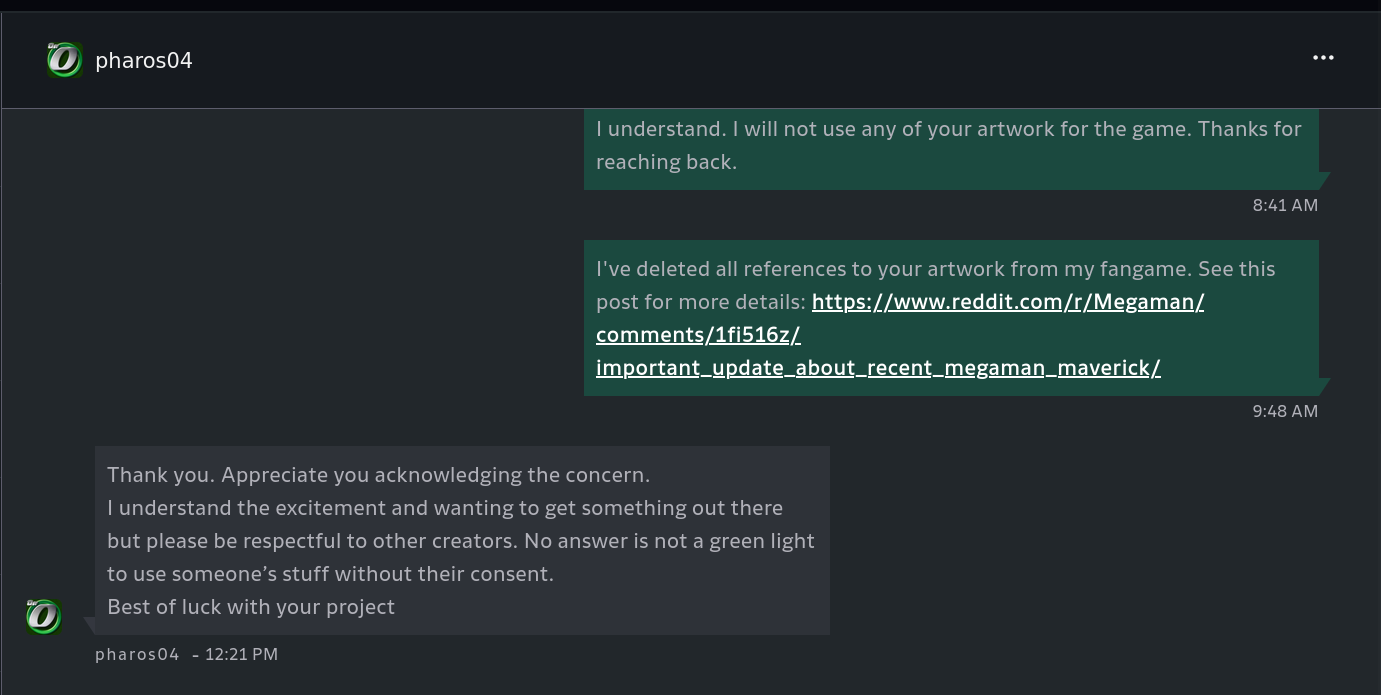 pharos04
I understand. I will not use any of your artwork for the game. Thanks for
reaching back.
8:41 AM
I've deleted all references to your artwork from my fangame. See this
post for more details: https://www.reddit.com/r/Megaman/
comments/1fi516z/
important_update_about_recent_megaman_maverick/
9:48 AM
Thank you. Appreciate you acknowledging the concern.
I understand the excitement and wanting to get something out there
but please be respectful to other creators. No answer is not a green light
to use someone’s stuff without their consent.
Best of luck with your project
pharos04 - 12:21 PM